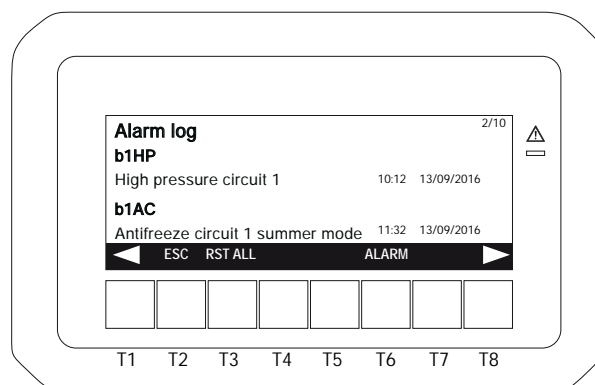 Alarm log 2/10
b1HP
High pressure circuit 1 10:12 13/09/2016
b1AC
Antifreeze circuit 1 summer mode 11:32 13/09/2016
ESC RST ALL ALARM
T1 T2 T3 T4 T5 T6 T7 T8